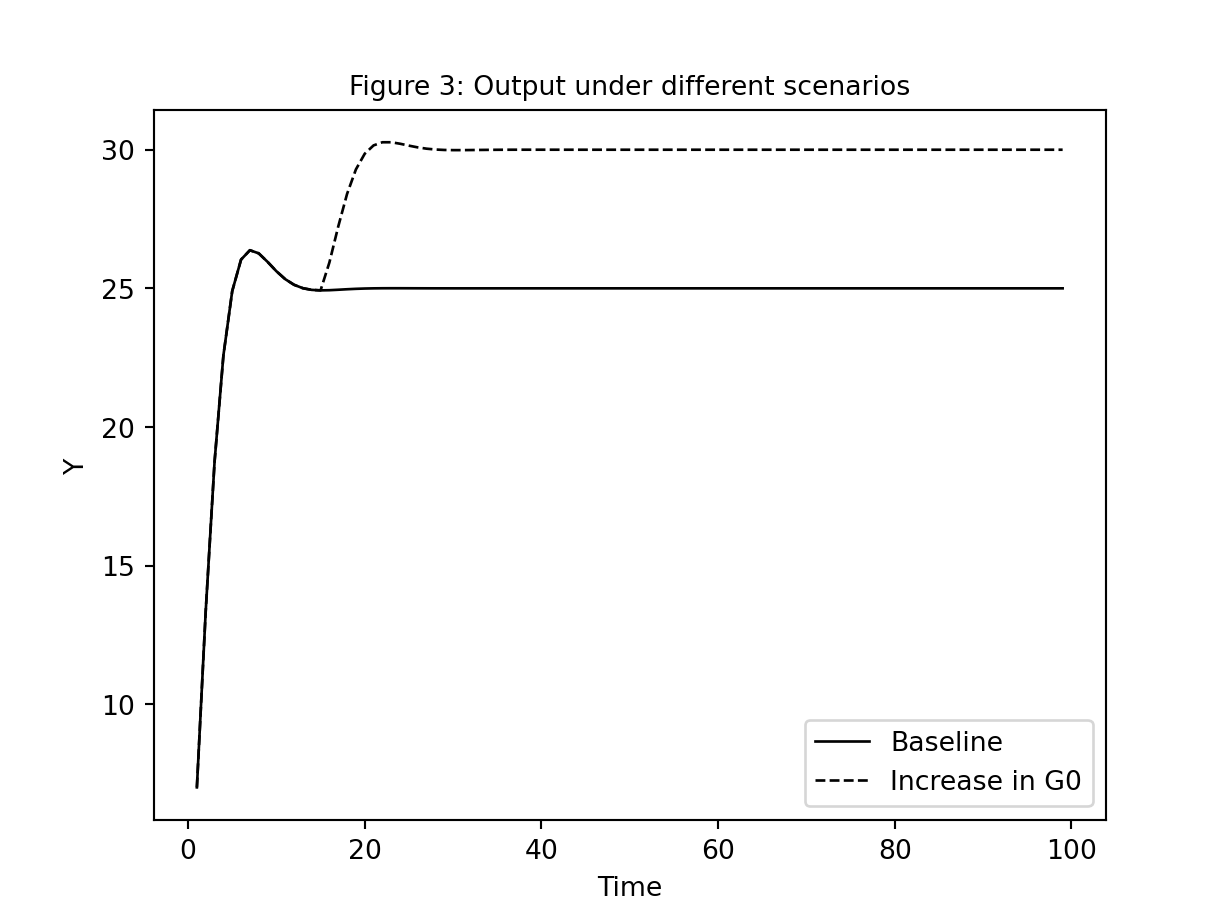 Figure 3: Output under different scenarios
30
25
20
15
10
Y
0 20 40 60 80 100
Time
Baseline
Increase in G0